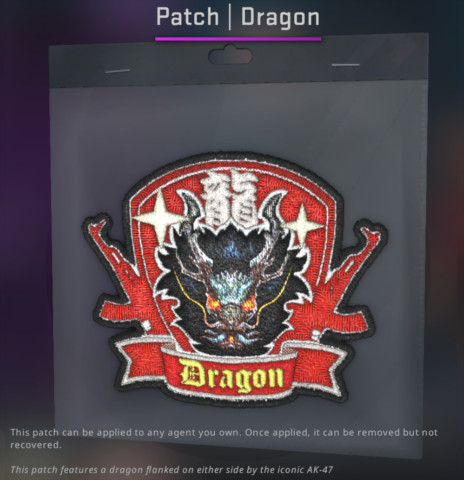 Patch | Dragon
龍
Dragon
This patch can be applied to any agent you own. Once applied, it can be removed but not
recovered.
This patch features a dragon flanked on either side by the iconic AK-47